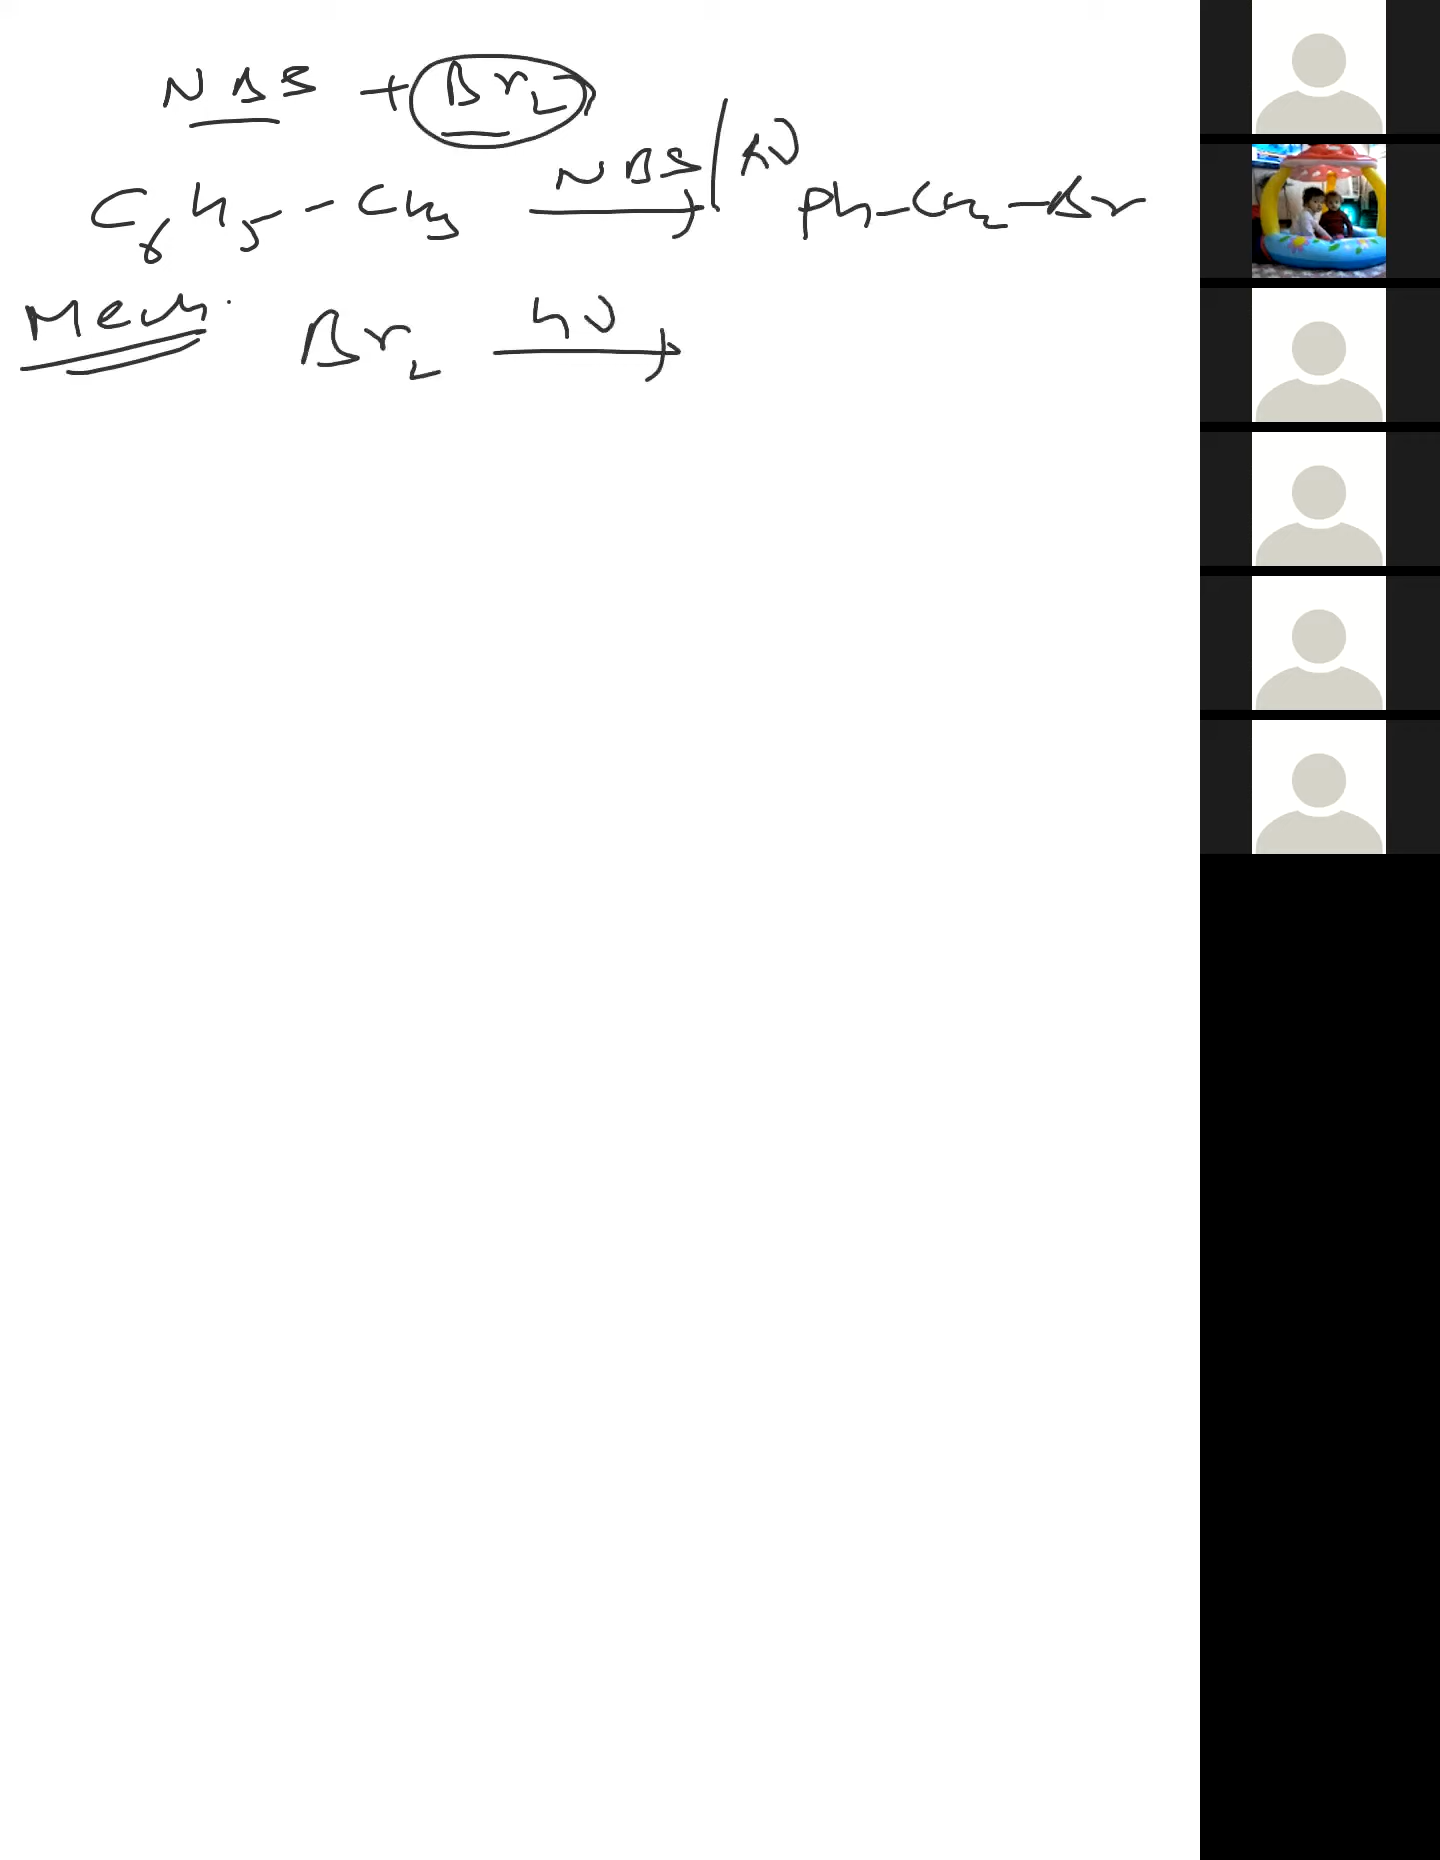 NBS + Br2
C6H5--CH3 NBS/hν→ Ph-CH2-Br
Mech. Br2 hν→